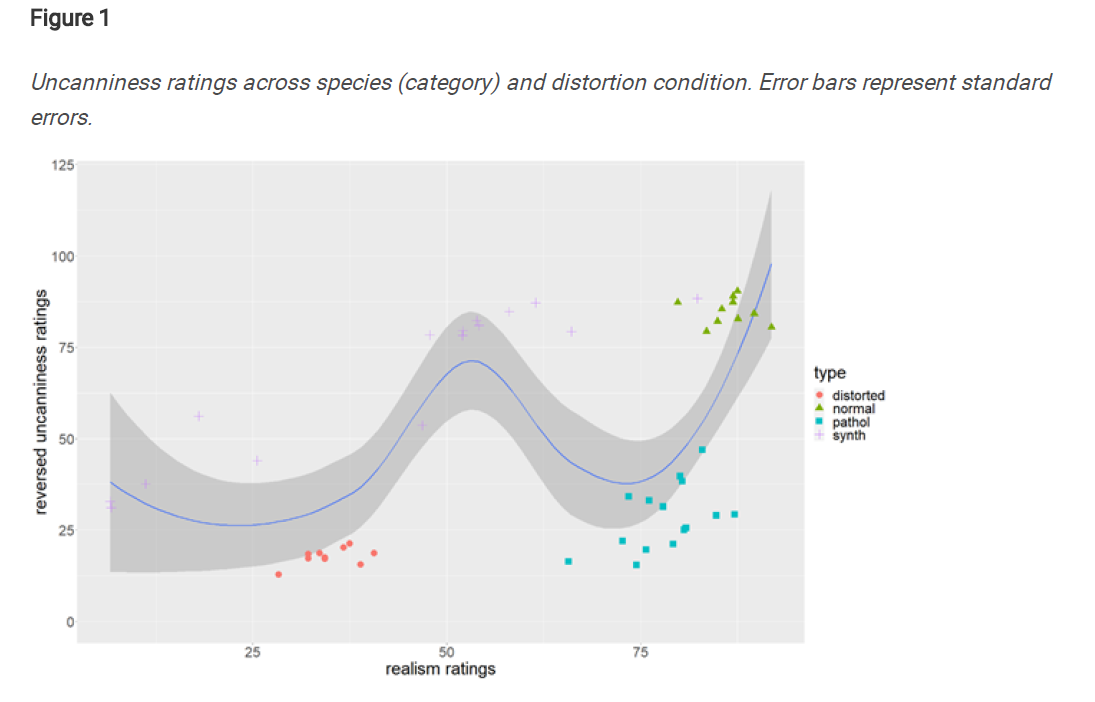 Figure 1
Uncanniness ratings across species (category) and distortion condition. Error bars represent standard
errors.
125
100
75
50
25
0
reversed uncanniness ratings
25
50
75
realism ratings
type
distorted
normal
pathol
synth